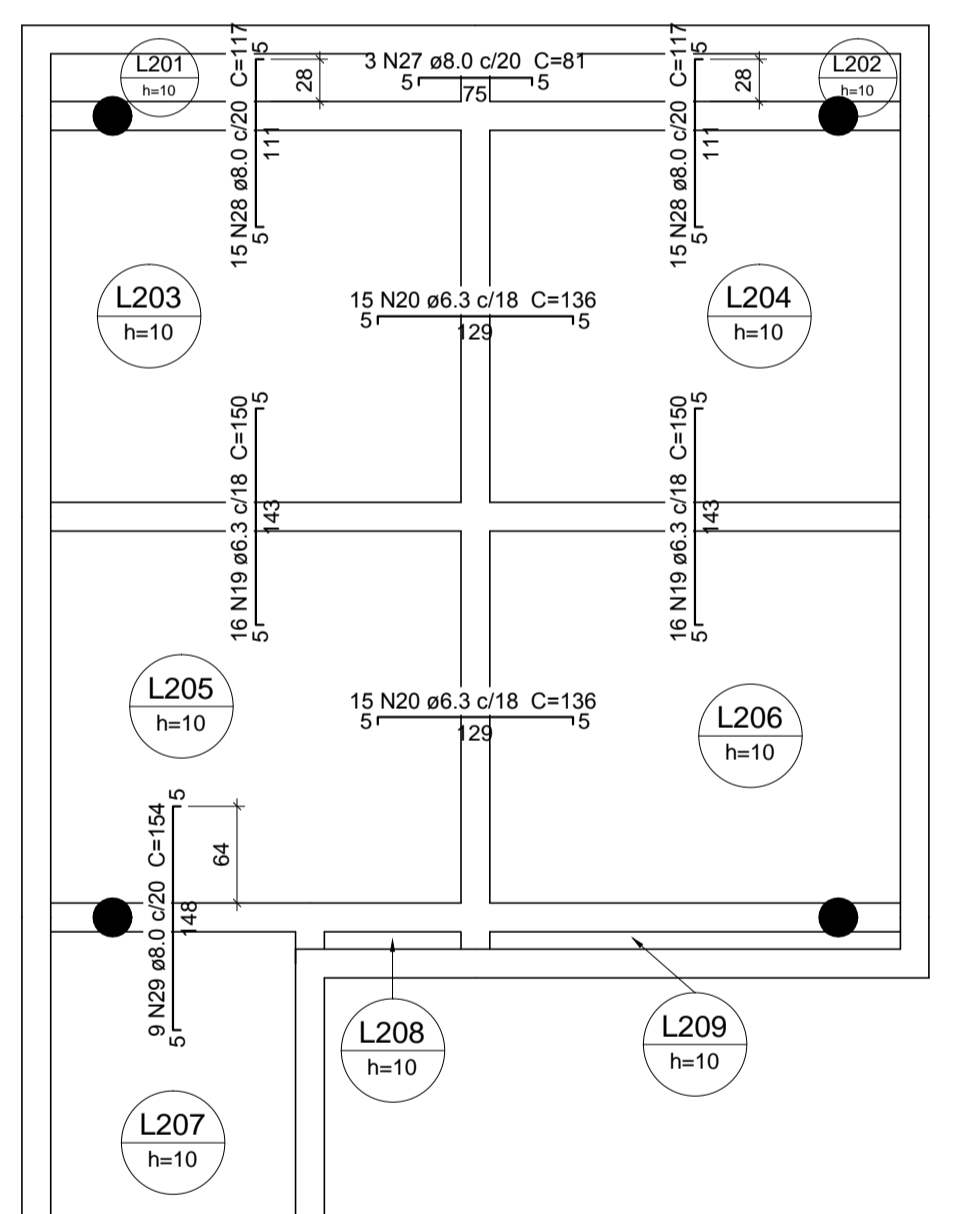 L201
h=10
15 N28 ø8.0 c/20 C=117
5
111
5
28
3 N27 ø8.0 c/20 C=81
5
75
5
15 N28 ø8.0 c/20 C=117
5
111
5
28
L202
h=10
L203
h=10
15 N20 ø6.3 c/18 C=136
5
129
5
L204
h=10
16 N19 ø6.3 c/18 C=150
5
143
5
16 N19 ø6.3 c/18 C=150
5
143
5
L205
h=10
15 N20 ø6.3 c/18 C=136
5
129
5
L206
h=10
9 N29 ø8.0 c/20 C=154
5
148
5
64
L208
h=10
L209
h=10
L207
h=10